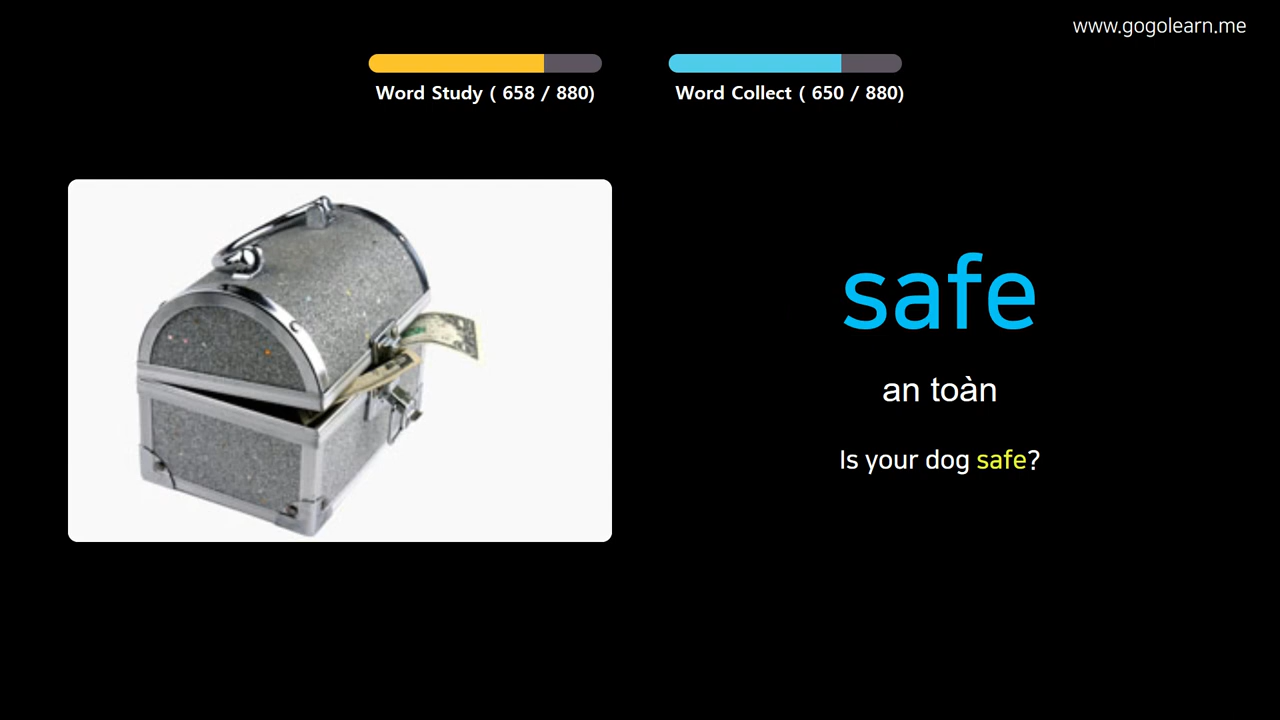 www.gogolearn.me
Word Study ( 658 / 880)
Word Collect ( 650 / 880)
safe
an toàn
Is your dog safe?